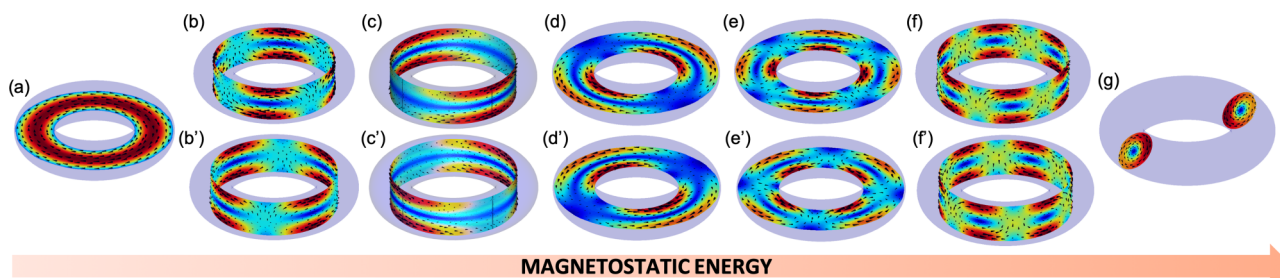 (a)
(b)
(c)
(d)
(e)
(f)
(g)
(b')
(c')
(d')
(e')
(f')
MAGNETOSTATIC ENERGY